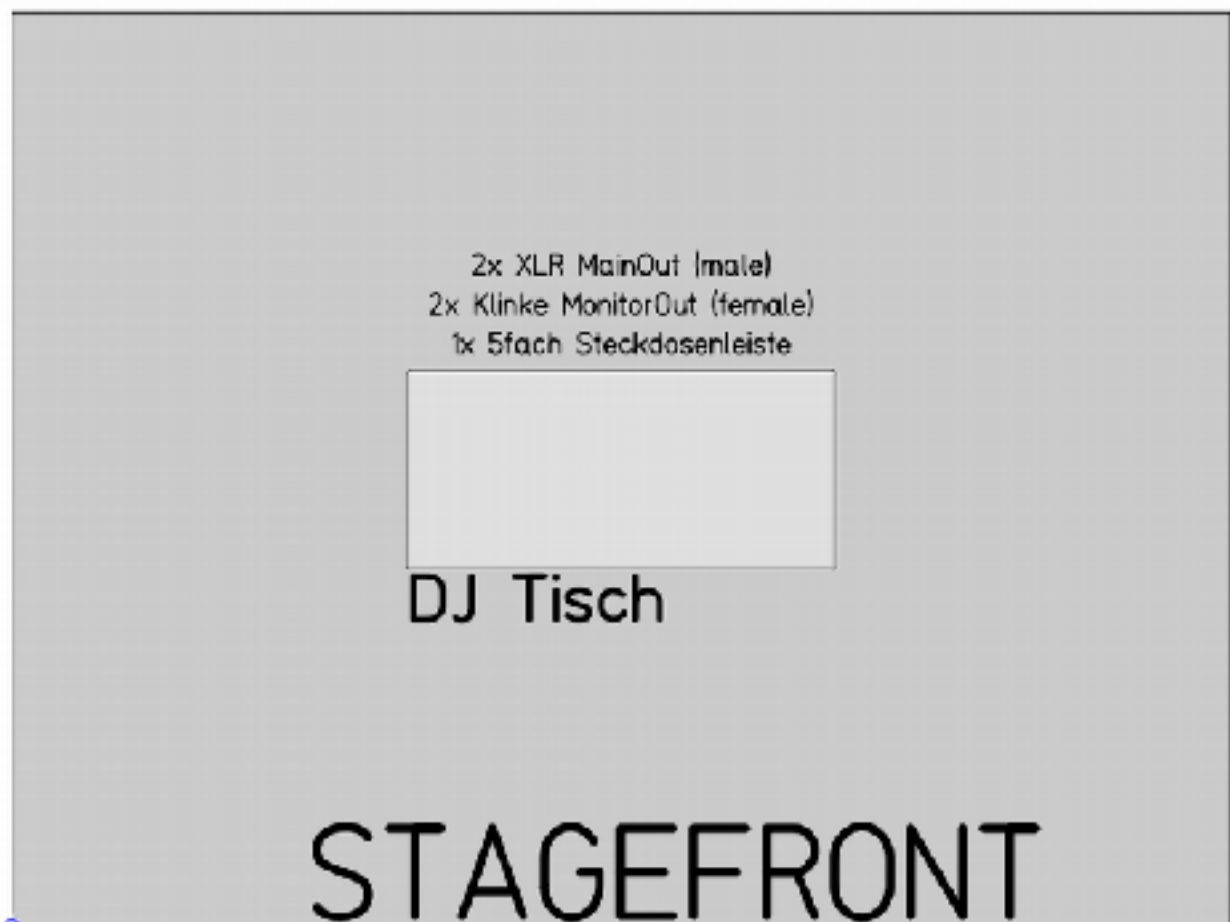 2x XLR MainOut (male)
2x Klinke MonitorOut (female)
1x 5fach Steckdosenleiste
DJ Tisch
STAGEFRONT